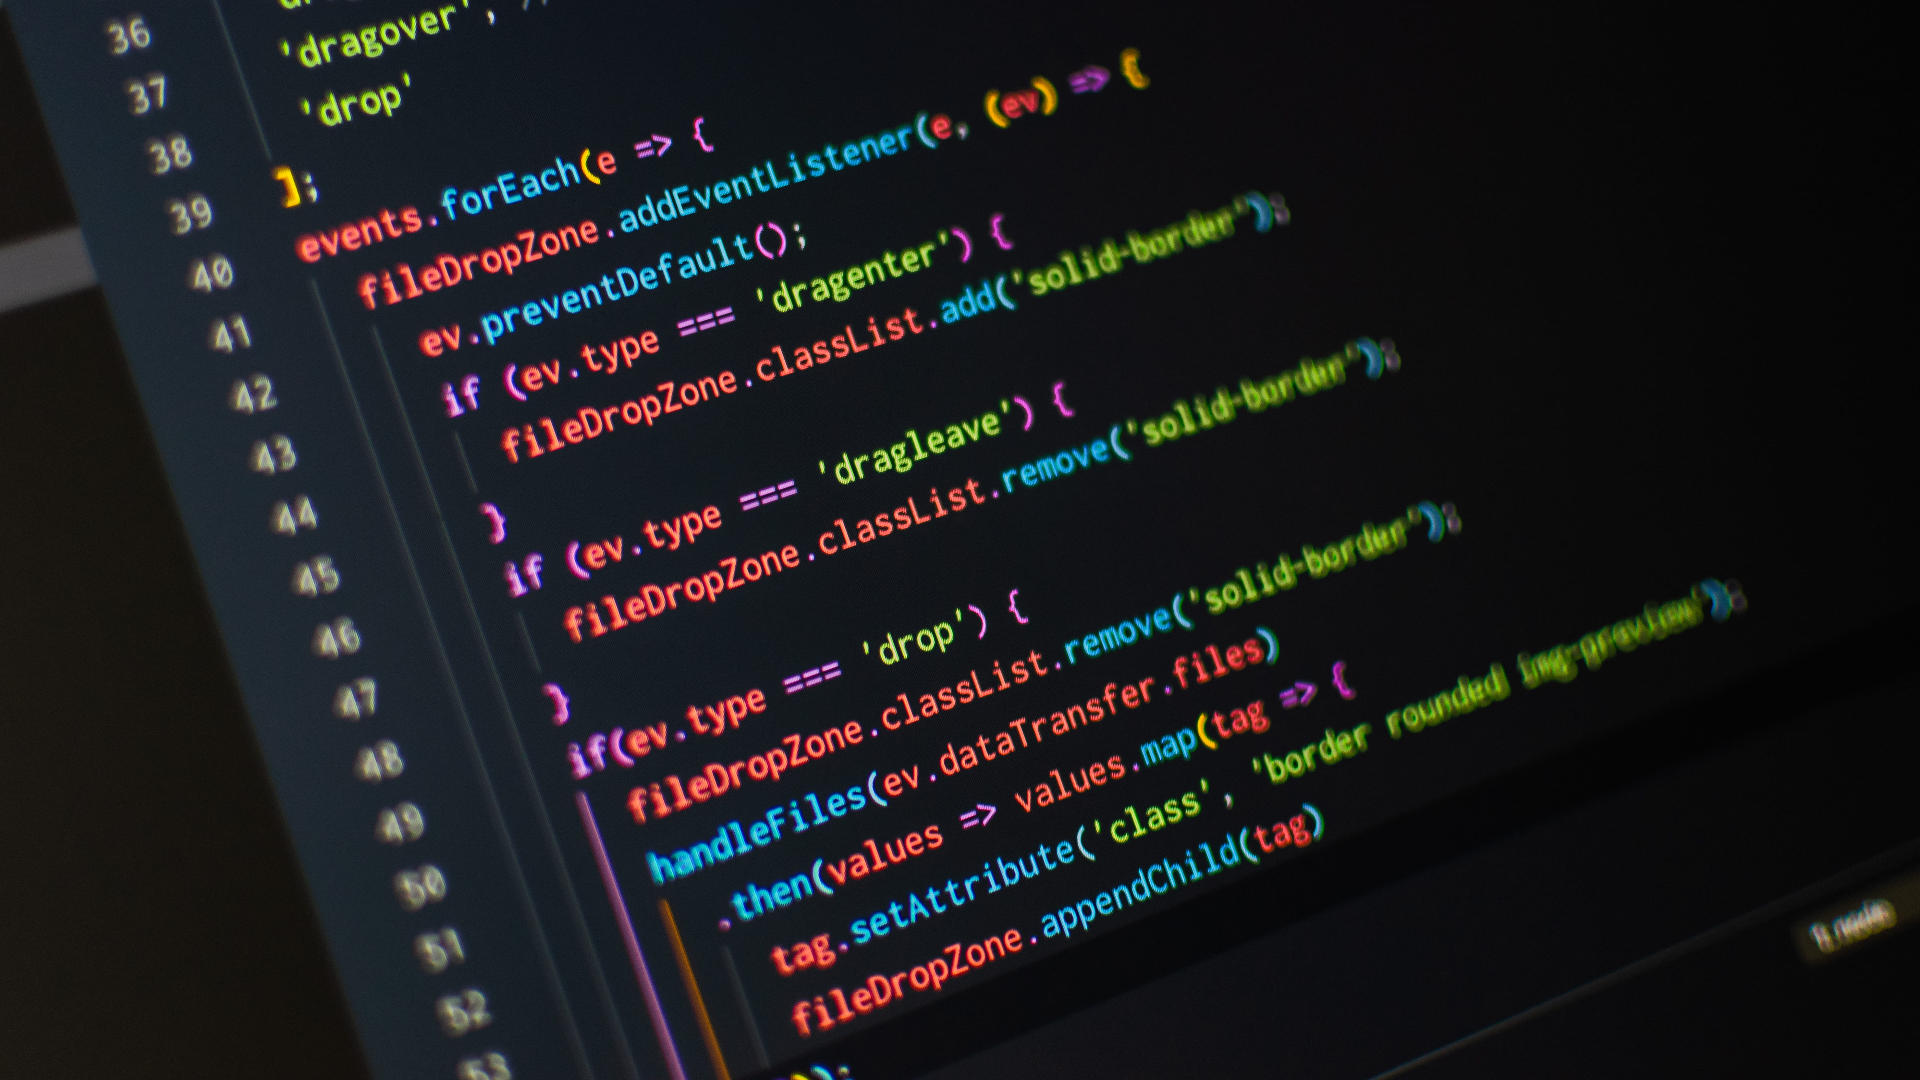 36
37 'dragover',
38 'drop'
39 ];
40 events.forEach(e => {
41 fileDropZone.addEventListener(e, (ev) => {
42 ev.preventDefault();
43 if (ev.type === 'dragenter') {
44 fileDropZone.classList.add('solid-border');
45 }
46 if (ev.type === 'dragleave') {
47 fileDropZone.classList.remove('solid-border');
48 }
49 if(ev.type === 'drop') {
50 fileDropZone.classList.remove('solid-border');
51 handleFiles(ev.dataTransfer.files)
52 .then(values => values.map(tag => {
53 tag.setAttribute('class', 'border rounded img-preview');
fileDropZone.appendChild(tag)